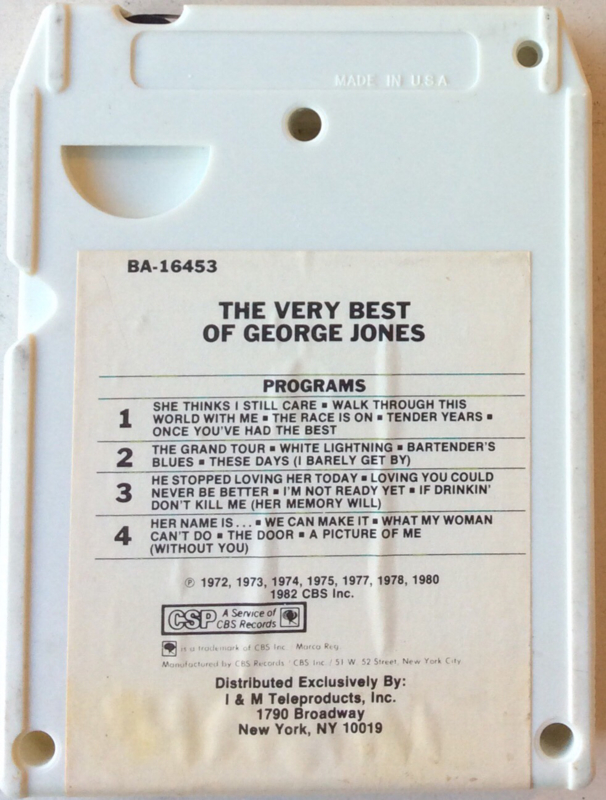 MADE IN U.S.A
BA-16453
THE VERY BEST
OF GEORGE JONES
PROGRAMS
1 SHE THINKS I STILL CARE ▪ WALK THROUGH THIS
WORLD WITH ME ▪ THE RACE IS ON ▪ TENDER YEARS ▪
ONCE YOU'VE HAD THE BEST
2 THE GRAND TOUR ▪ WHITE LIGHTNING ▪ BARTENDER'S
BLUES ▪ THESE DAYS (I BARELY GET BY)
3 HE STOPPED LOVING HER TODAY ▪ LOVING YOU COULD
NEVER BE BETTER ▪ I'M NOT READY YET ▪ IF DRINKIN'
DON'T KILL ME (HER MEMORY WILL)
4 HER NAME IS... ▪ WE CAN MAKE IT ▪ WHAT MY WOMAN
CAN'T DO ▪ THE DOOR ▪ A PICTURE OF ME
(WITHOUT YOU)
℗ 1972, 1973, 1974, 1975, 1977, 1978, 1980
1982 CBS Inc.
CSP A Service of
CBS Records
is a trademark of CBS Inc. / Marca Reg.
Manufactured by CBS Records / CBS Inc. / 51 W. 52 Street, New York City
Distributed Exclusively By:
I & M Teleproducts, Inc.
1790 Broadway
New York, NY 10019